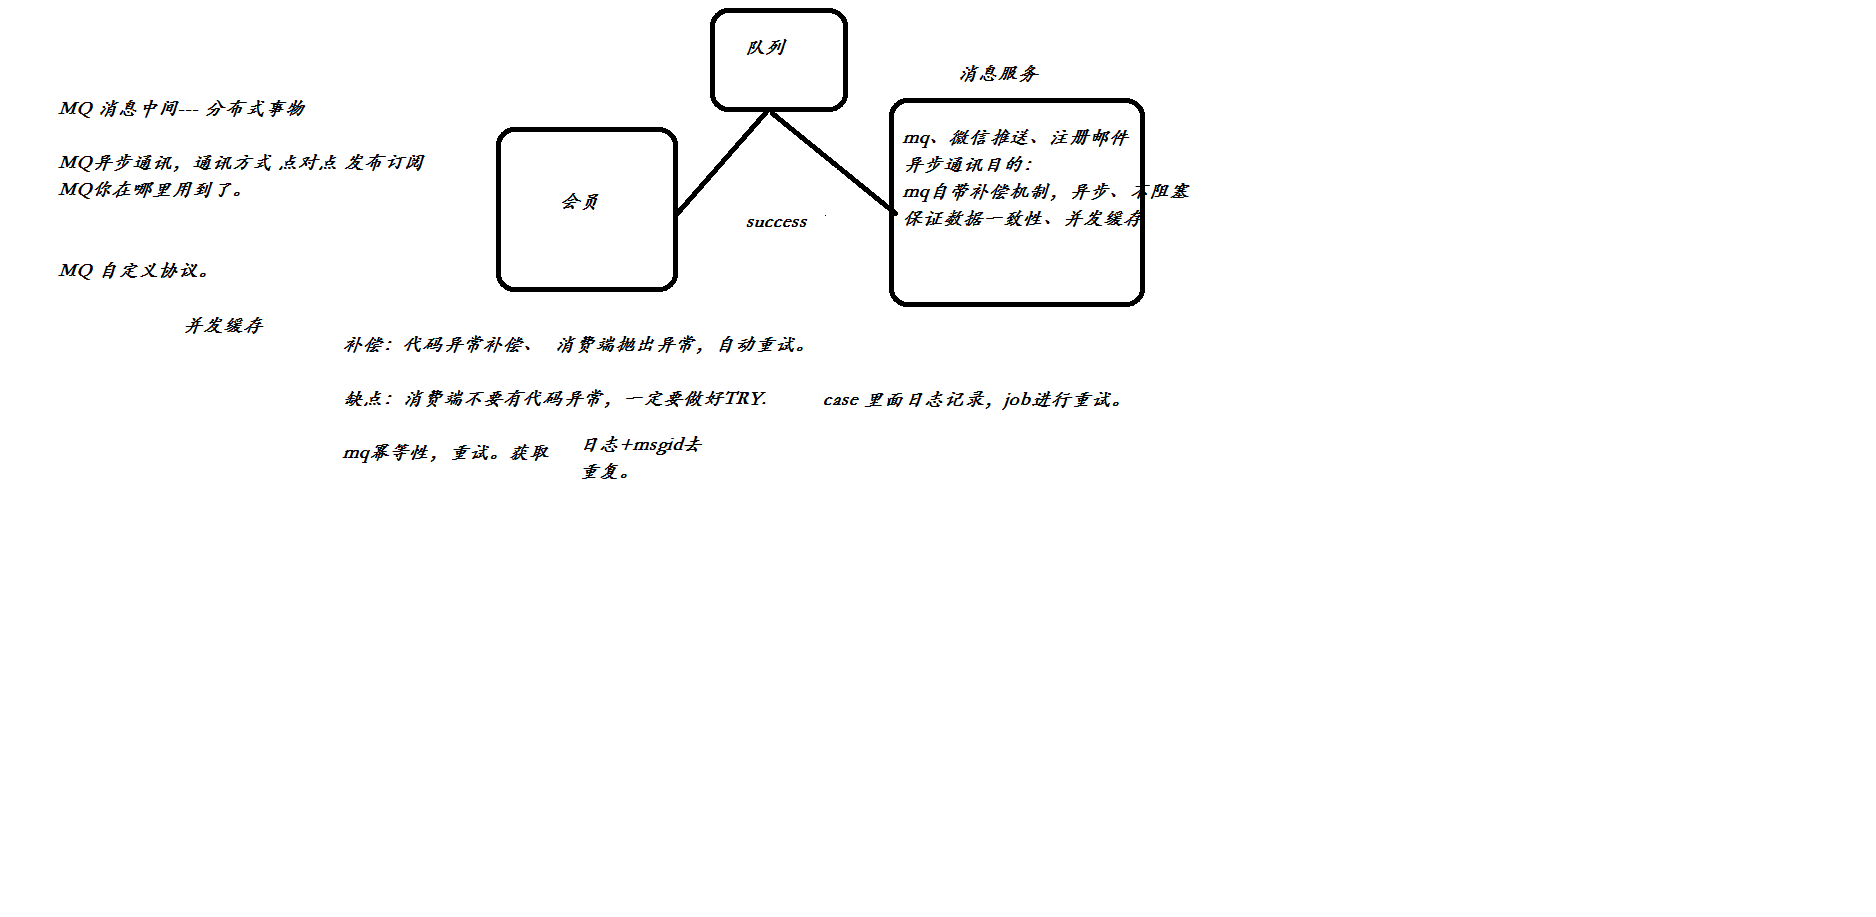 队列
消息服务
MQ 消息中间--- 分布式事物
MQ异步通讯，通讯方式 点对点 发布订阅
MQ你在哪里用到了。
会员
mq、微信推送、注册邮件
异步通讯目的：
mq自带补偿机制，异步、不阻塞
保证数据一致性、并发缓存
success
MQ 自定义协议。
并发缓存
补偿：代码异常补偿、 消费端抛出异常，自动重试。
缺点：消费端不要有代码异常，一定要做好TRY. case 里面日志记录，job进行重试。
mq幂等性，重试。获取
日志+msgid去
重复。